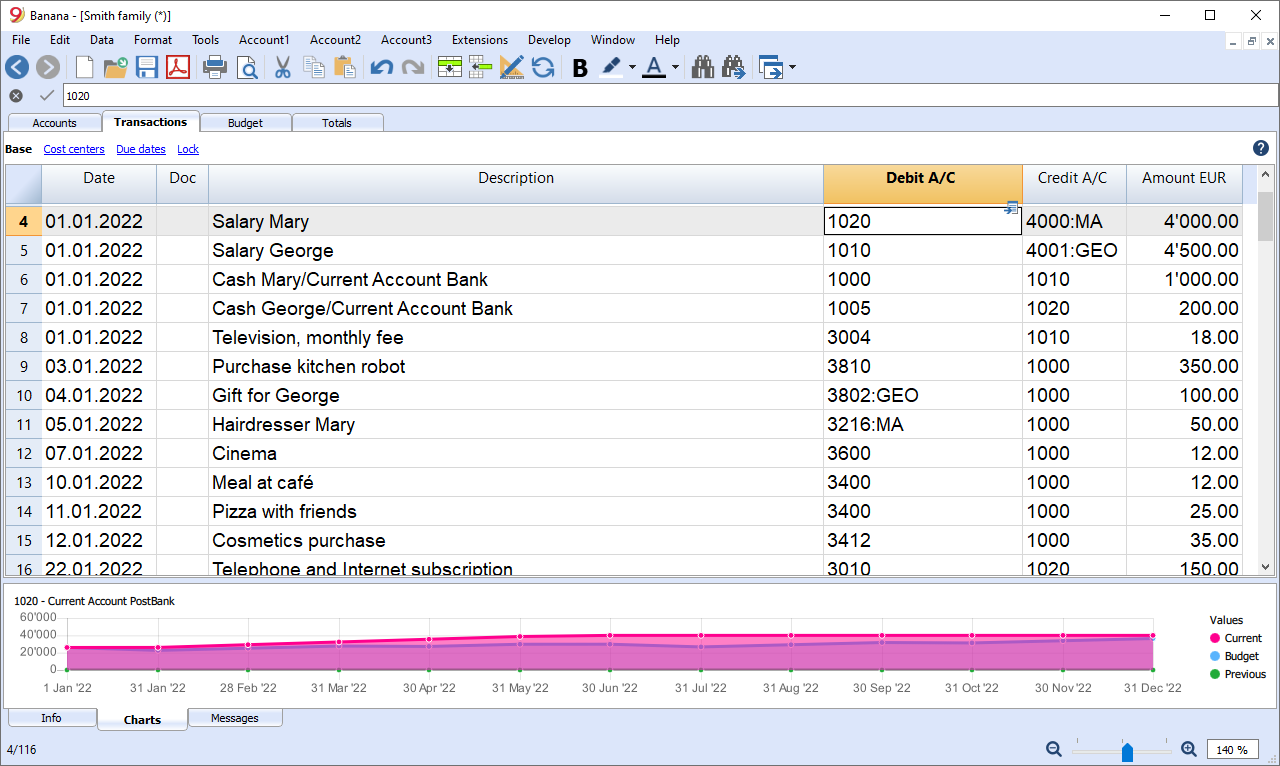 Banana - [Smith family (*)]
File Edit Data Format Tools Account1 Account2 Account3 Extensions Develop Window Help
B A
1020
Accounts Transactions Budget Totals
Base Cost centers Due dates Lock ?
Date Doc Description Debit A/C Credit A/C Amount EUR
4 01.01.2022 Salary Mary 1020 4000:MA 4'000.00
5 01.01.2022 Salary George 1010 4001:GEO 4'500.00
6 01.01.2022 Cash Mary/Current Account Bank 1000 1010 1'000.00
7 01.01.2022 Cash George/Current Account Bank 1005 1020 200.00
8 01.01.2022 Television, monthly fee 3004 1010 18.00
9 03.01.2022 Purchase kitchen robot 3810 1000 350.00
10 04.01.2022 Gift for George 3802:GEO 1000 100.00
11 05.01.2022 Hairdresser Mary 3216:MA 1000 50.00
12 07.01.2022 Cinema 3600 1000 12.00
13 10.01.2022 Meal at café 3400 1000 12.00
14 11.01.2022 Pizza with friends 3400 1000 25.00
15 12.01.2022 Cosmetics purchase 3412 1000 35.00
16 22.01.2022 Telephone and Internet subscription 3010 1020 150.00
1020 - Current Account PostBank
60'000
40'000
20'000
0
1 Jan '22 31 Jan '22 28 Feb '22 31 Mar '22 30 Apr '22 31 May '22 30 Jun '22 31 Jul '22 31 Aug '22 30 Sep '22 31 Oct '22 30 Nov '22 31 Dec '22
Values
Current
Budget
Previous
Info Charts Messages
4/116 140 %